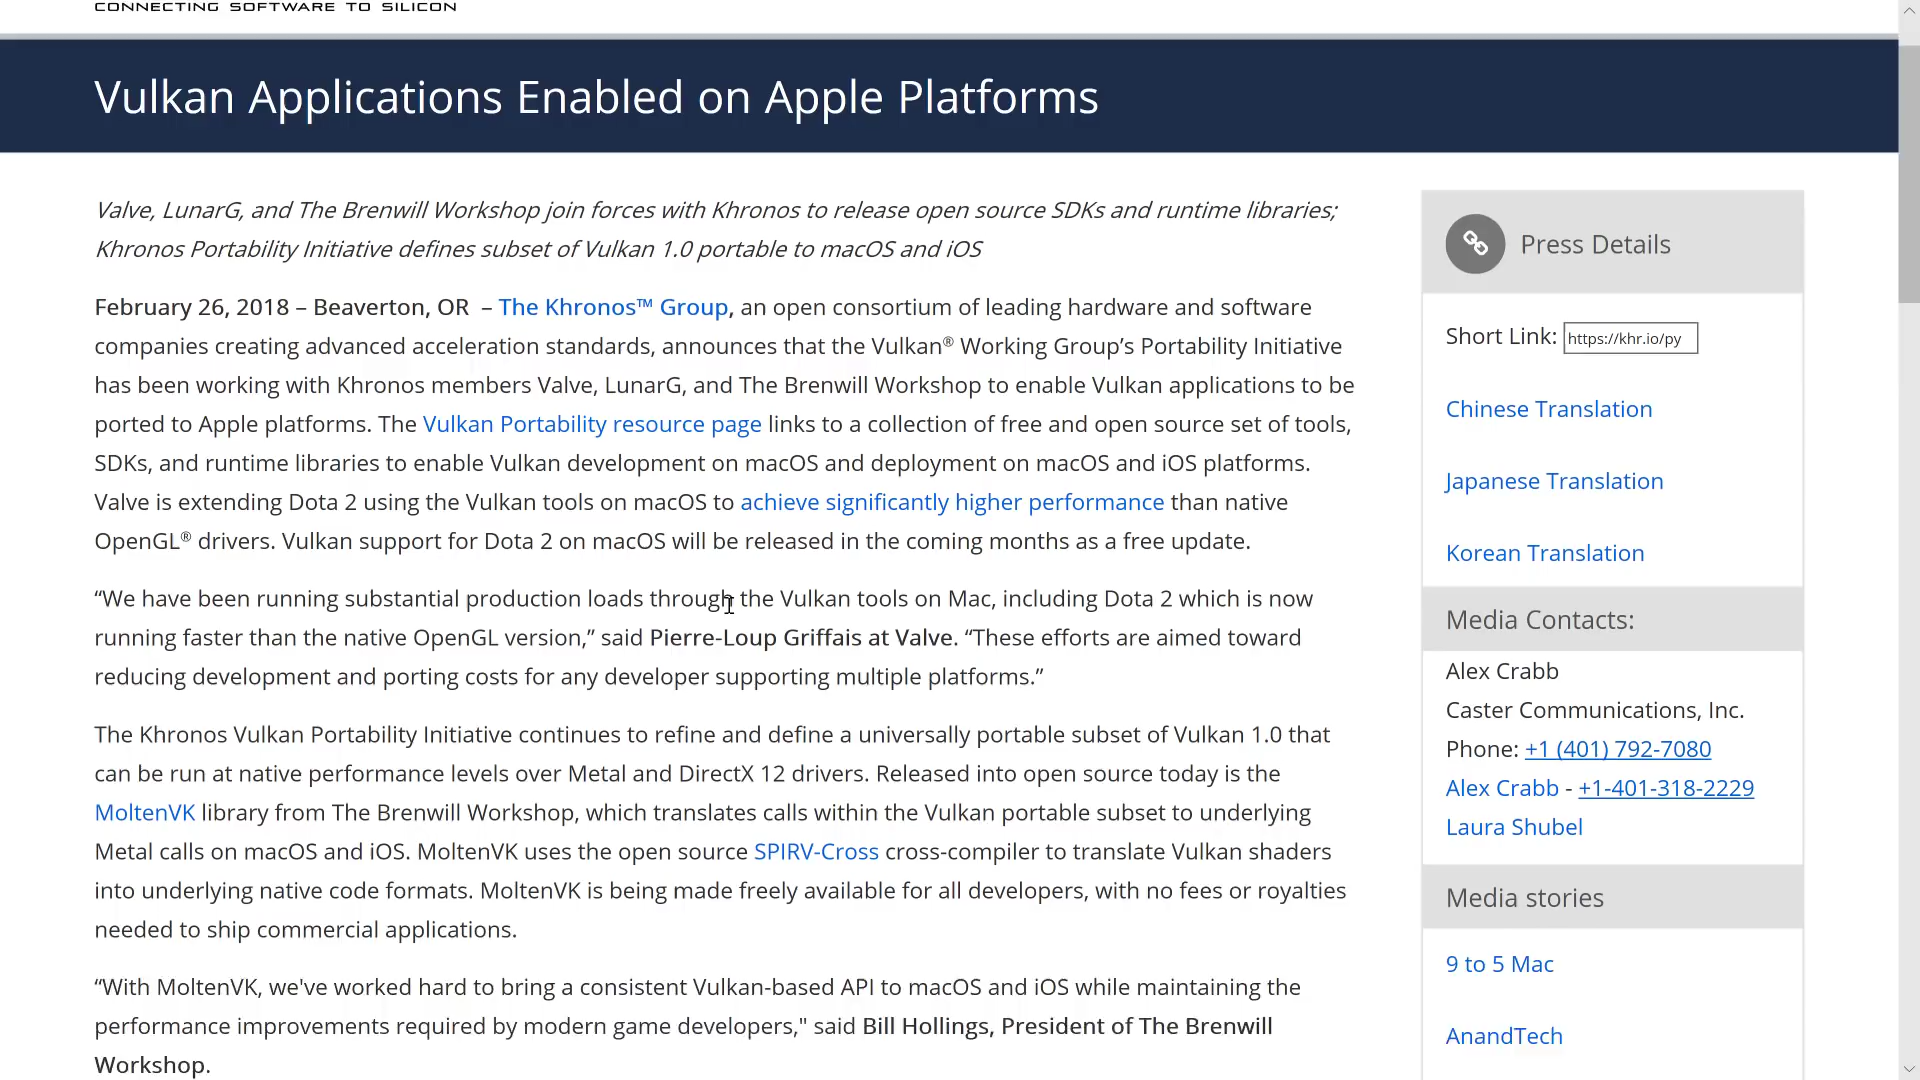 CONNECTING SOFTWARE TO SILICON
Vulkan Applications Enabled on Apple Platforms
Valve, LunarG, and The Brenwill Workshop join forces with Khronos to release open source SDKs and runtime libraries;
Khronos Portability Initiative defines subset of Vulkan 1.0 portable to macOS and iOS
February 26, 2018 – Beaverton, OR – The Khronos™ Group, an open consortium of leading hardware and software
companies creating advanced acceleration standards, announces that the Vulkan® Working Group’s Portability Initiative
has been working with Khronos members Valve, LunarG, and The Brenwill Workshop to enable Vulkan applications to be
ported to Apple platforms. The Vulkan Portability resource page links to a collection of free and open source set of tools,
SDKs, and runtime libraries to enable Vulkan development on macOS and deployment on macOS and iOS platforms.
Valve is extending Dota 2 using the Vulkan tools on macOS to achieve significantly higher performance than native
OpenGL® drivers. Vulkan support for Dota 2 on macOS will be released in the coming months as a free update.
“We have been running substantial production loads through the Vulkan tools on Mac, including Dota 2 which is now
running faster than the native OpenGL version,” said Pierre-Loup Griffais at Valve. “These efforts are aimed toward
reducing development and porting costs for any developer supporting multiple platforms.”
The Khronos Vulkan Portability Initiative continues to refine and define a universally portable subset of Vulkan 1.0 that
can be run at native performance levels over Metal and DirectX 12 drivers. Released into open source today is the
MoltenVK library from The Brenwill Workshop, which translates calls within the Vulkan portable subset to underlying
Metal calls on macOS and iOS. MoltenVK uses the open source SPIRV-Cross cross-compiler to translate Vulkan shaders
into underlying native code formats. MoltenVK is being made freely available for all developers, with no fees or royalties
needed to ship commercial applications.
“With MoltenVK, we've worked hard to bring a consistent Vulkan-based API to macOS and iOS while maintaining the
performance improvements required by modern game developers," said Bill Hollings, President of The Brenwill
Workshop.
Press Details
Short Link: https://khr.io/py
Chinese Translation
Japanese Translation
Korean Translation
Media Contacts:
Alex Crabb
Caster Communications, Inc.
Phone: +1 (401) 792-7080
Alex Crabb - +1-401-318-2229
Laura Shubel
Media stories
9 to 5 Mac
AnandTech